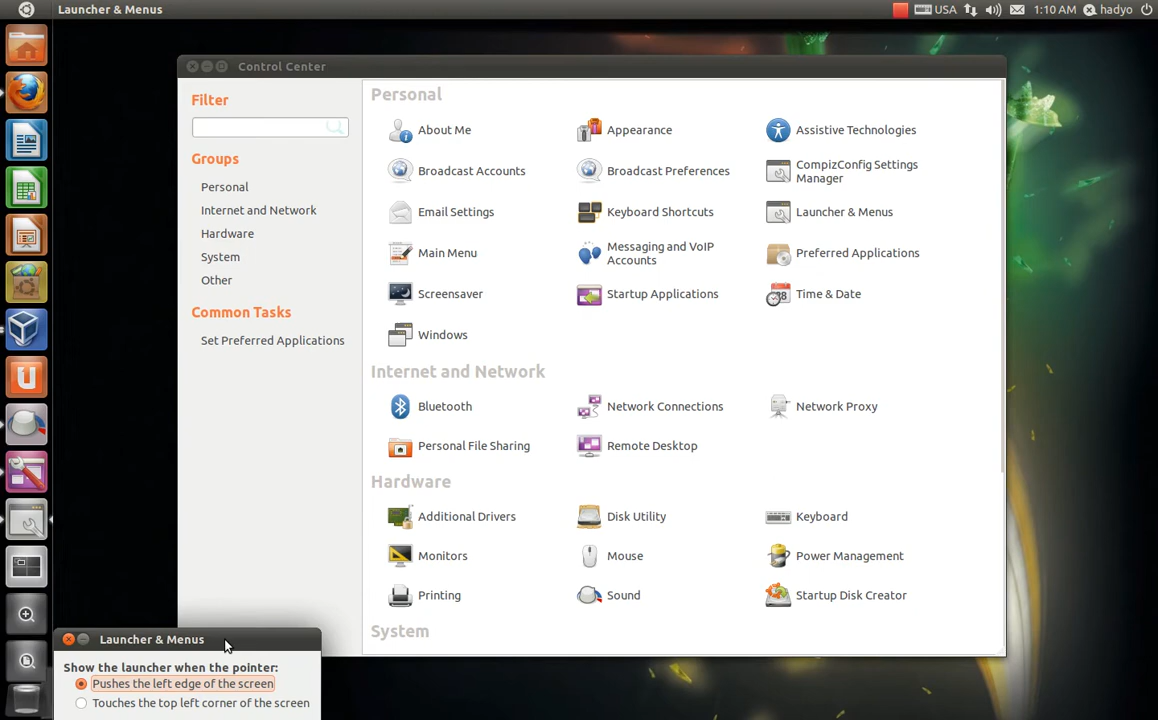 Launcher & Menus
USA
1:10 AM
hadyo
Control Center
Filter
Groups
Personal
Internet and Network
Hardware
System
Other
Common Tasks
Set Preferred Applications
Personal
About Me
Appearance
Assistive Technologies
Broadcast Accounts
Broadcast Preferences
CompizConfig Settings
Manager
Email Settings
Keyboard Shortcuts
Launcher & Menus
Main Menu
Messaging and VoIP
Accounts
Preferred Applications
Screensaver
Startup Applications
Time & Date
Windows
Internet and Network
Bluetooth
Network Connections
Network Proxy
Personal File Sharing
Remote Desktop
Hardware
Additional Drivers
Disk Utility
Keyboard
Monitors
Mouse
Power Management
Printing
Sound
Startup Disk Creator
System
Launcher & Menus
Show the launcher when the pointer:
Pushes the left edge of the screen
Touches the top left corner of the screen